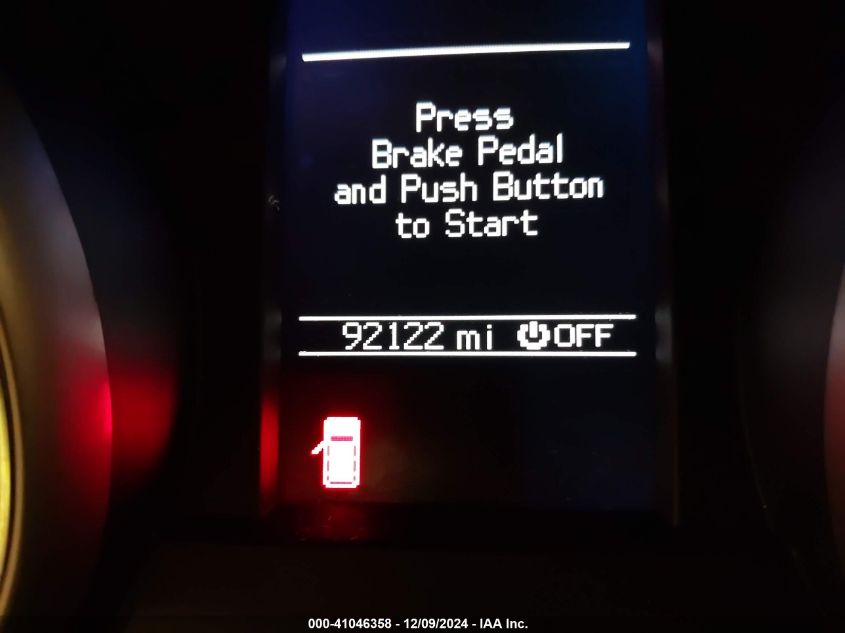 Press
Brake Pedal
and Push Button
to Start
92122 mi OFF
000-41046358 - 12/09/2024 - IAA Inc.